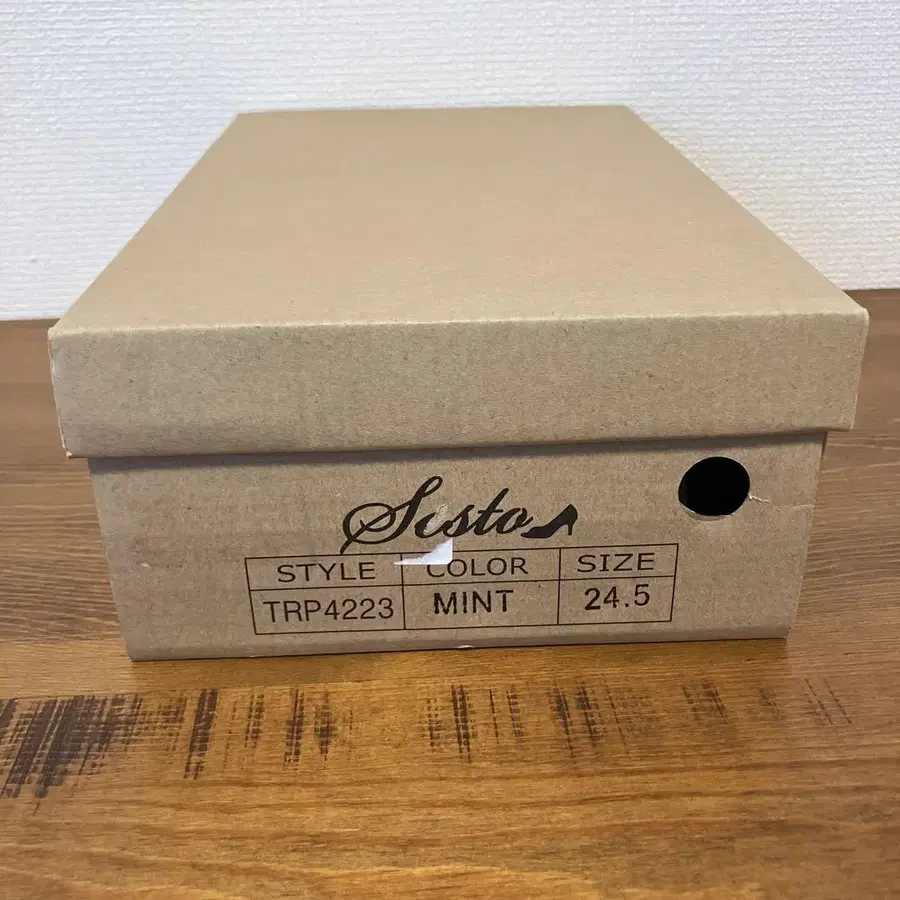 Sisto
STYLE COLOR SIZE
TRP4223 MINT 24.5